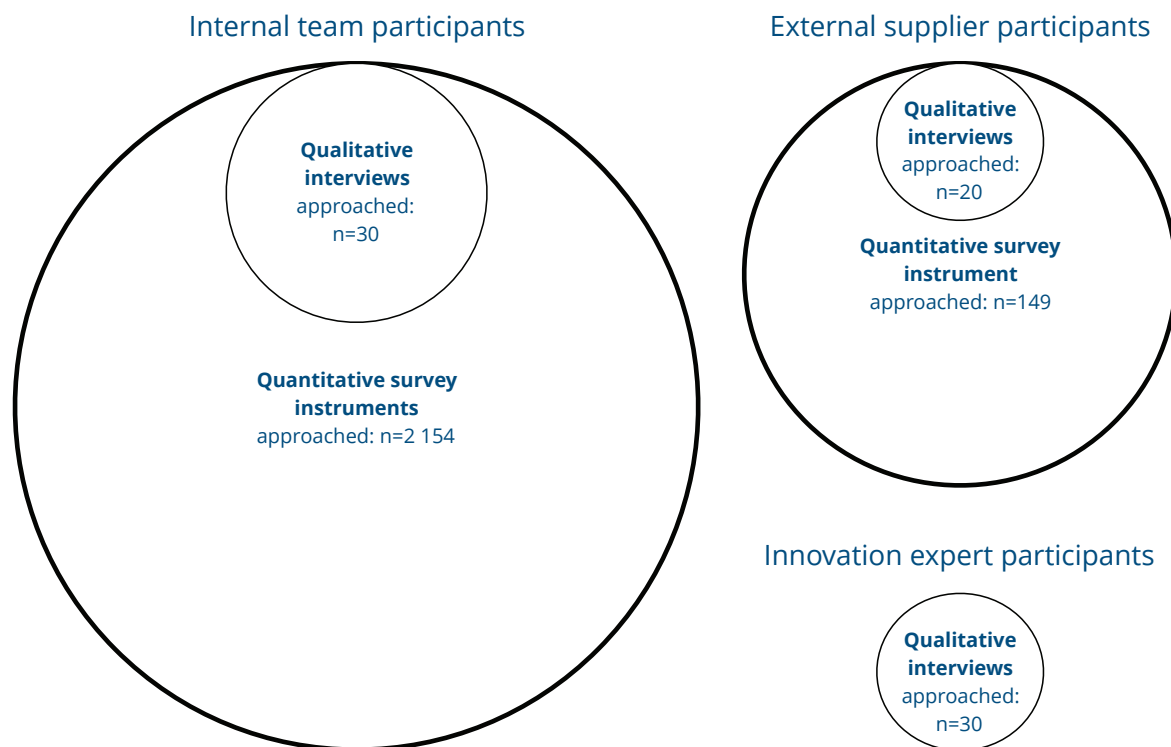 Internal team participants
Qualitative
interviews
approached:
n=30
Quantitative survey
instruments
approached: n=2 154
External supplier participants
Qualitative
interviews
approached:
n=20
Quantitative survey
instrument
approached: n=149
Innovation expert participants
Qualitative
interviews
approached:
n=30